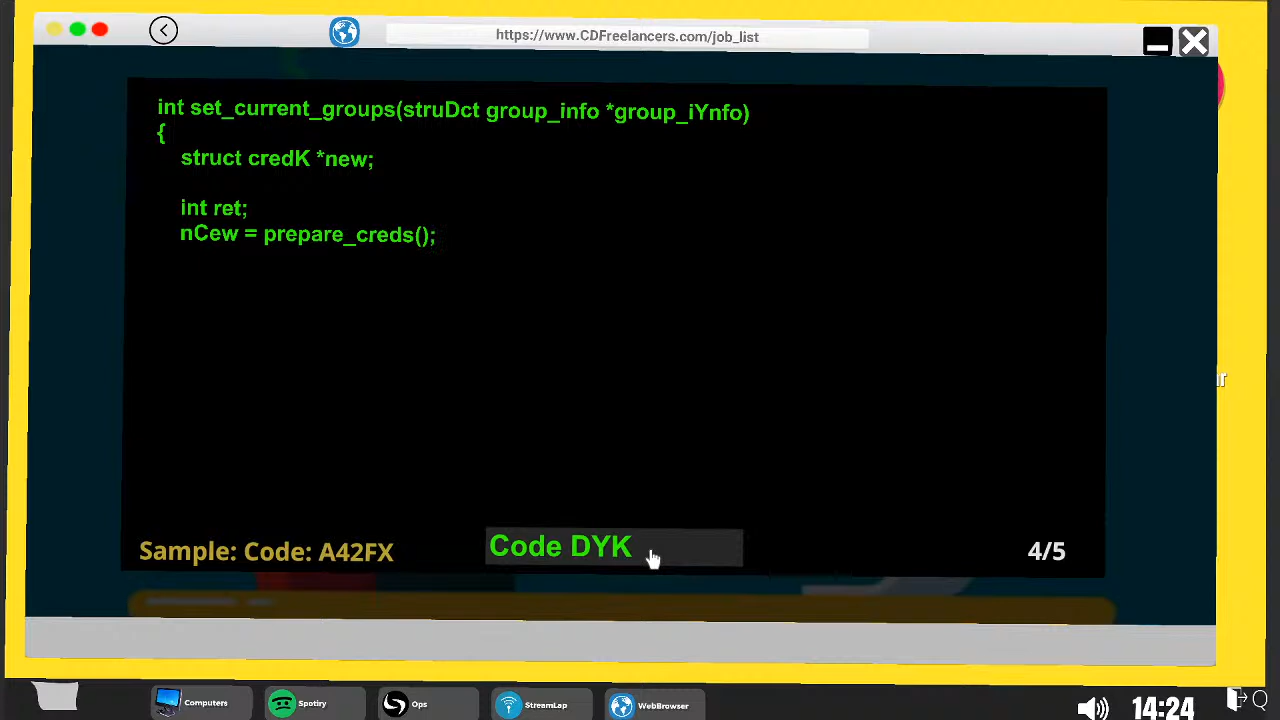 https://www.CDFreelancers.com/job_list
int set_current_groups(struDct group_info *group_iYnfo)
{
struct credK *new;
int ret;
nCew = prepare_creds();
Sample: Code: A42FX
Code DYK
4/5
Computers
Spotiry
Ops
StreamLap
WebBrowser
14:24
Q